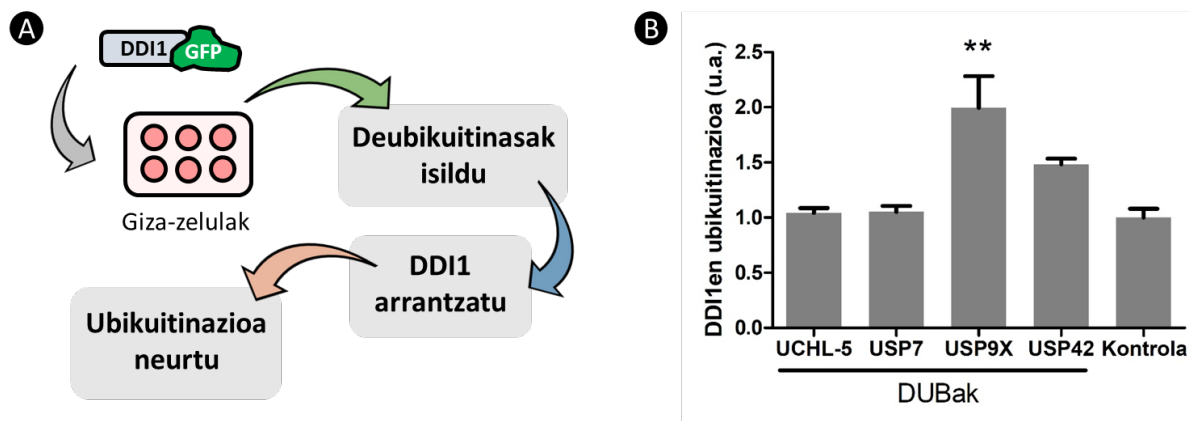 A
DDI1
GFP
Giza-zelulak
Deubikuitinasak
isildu
DDI1
arrantzatu
Ubikuitinazioa
neurtu
B
DDI1en ubikuitinazioa (u.a.)
2.5
2.0
1.5
1.0
0.5
0.0
**
UCHL-5 USP7 USP9X USP42 Kontrola
DUBak